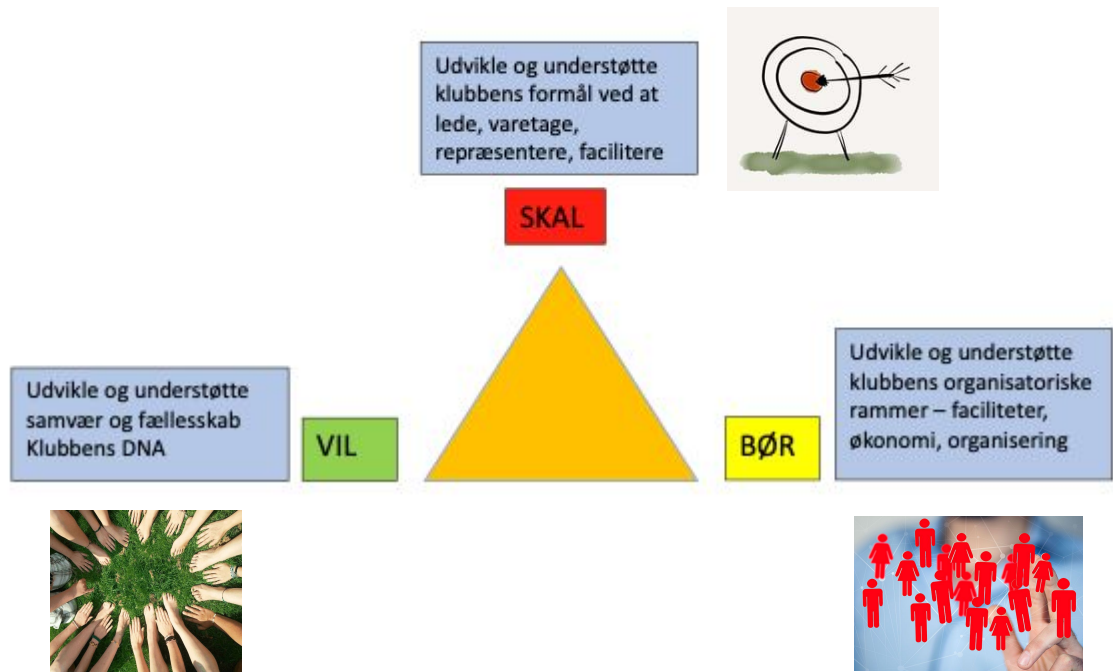 Udvikle og understøtte
klubbens formål ved at
lede, varetage,
repræsentere, facilitere
SKAL
Udvikle og understøtte
samvær og fællesskab
Klubbens DNA
VIL
BØR
Udvikle og understøtte
klubbens organisatoriske
rammer – faciliteter,
økonomi, organisering